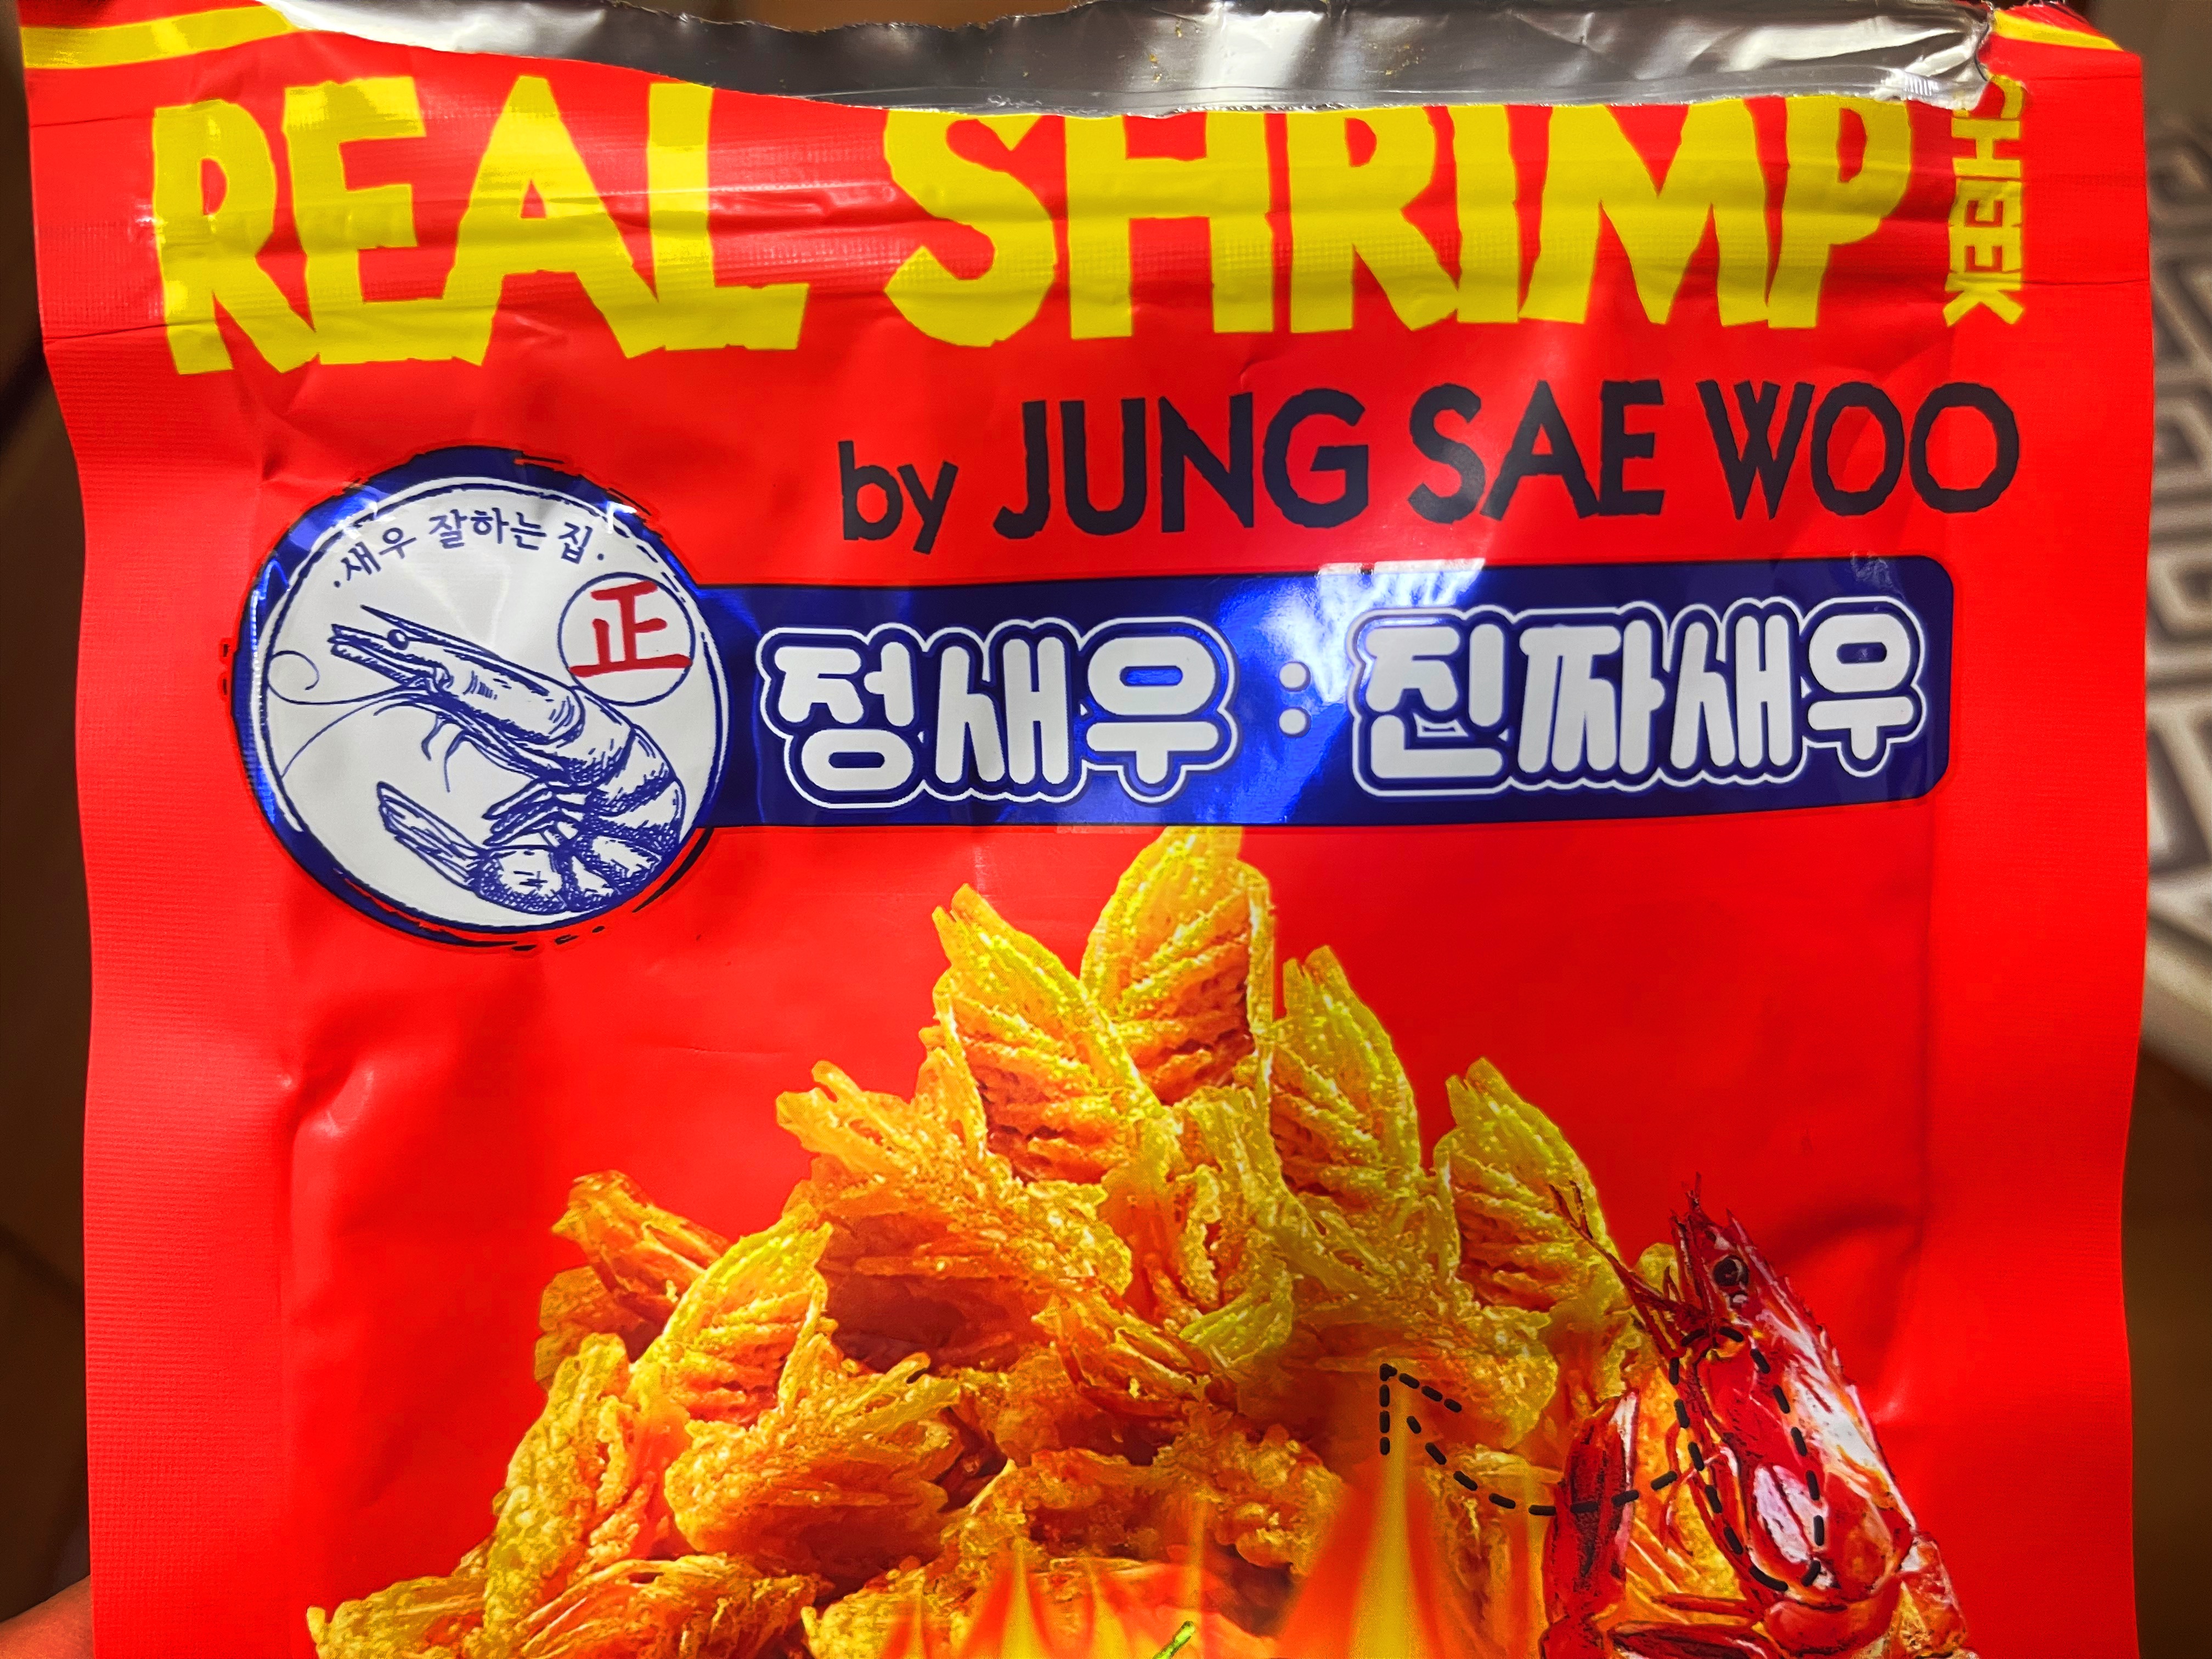 REAL SHRIMP
CHEEK
by JUNG SAE WOO
·새우 잘하는 집·
正
정새우 : 진짜새우